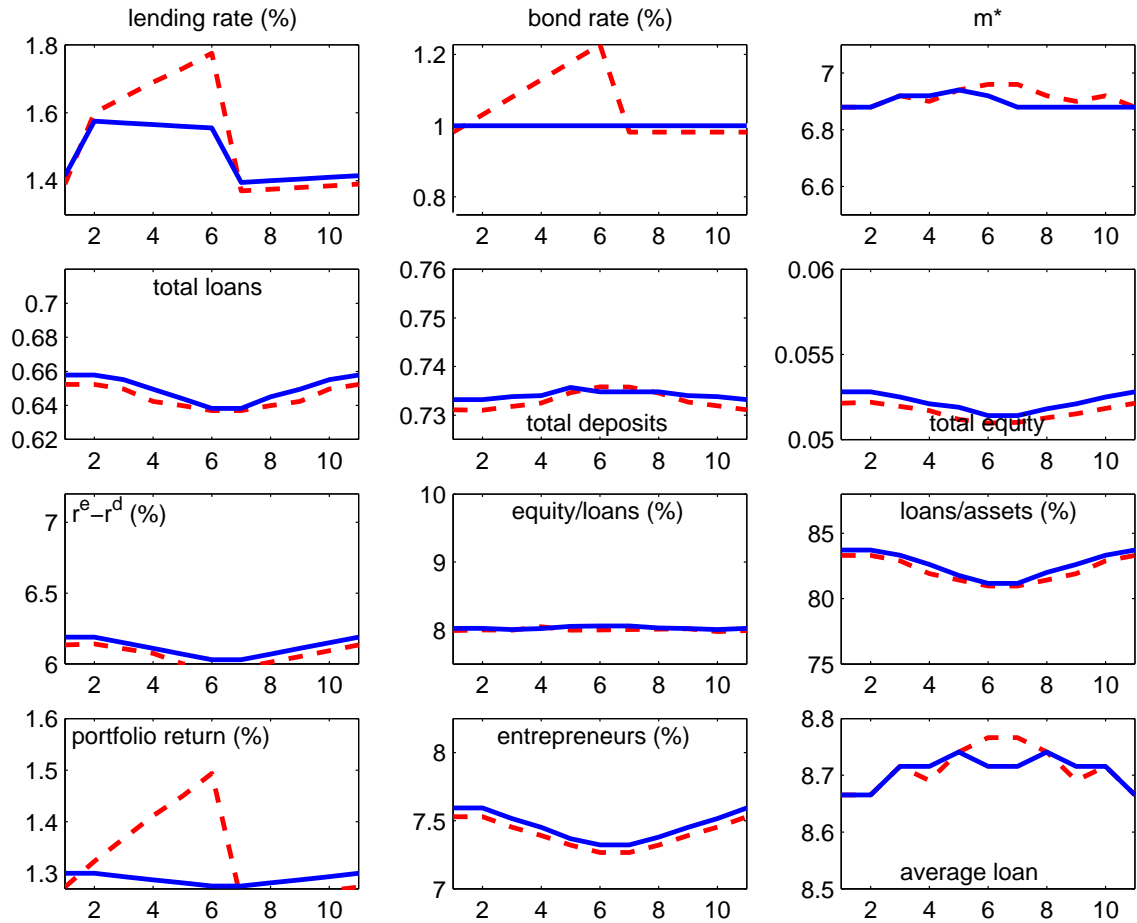 lending rate (%)
bond rate (%)
m*
1.8
1.6
1.4
2 4 6 8 10
1.2
1
0.8
2 4 6 8 10
7
6.8
6.6
2 4 6 8 10
total loans
0.7
0.68
0.66
0.64
0.62
2 4 6 8 10
0.76
0.75
0.74
0.73
total deposits
2 4 6 8 10
0.06
0.055
0.05
total equity
2 4 6 8 10
r^e−r^d (%)
7
6.5
6
2 4 6 8 10
equity/loans (%)
10
9
8
2 4 6 8 10
loans/assets (%)
85
80
75
2 4 6 8 10
portfolio return (%)
1.6
1.5
1.4
1.3
2 4 6 8 10
entrepreneurs (%)
8
7.5
7
2 4 6 8 10
8.8
8.7
8.6
8.5
average loan
2 4 6 8 10